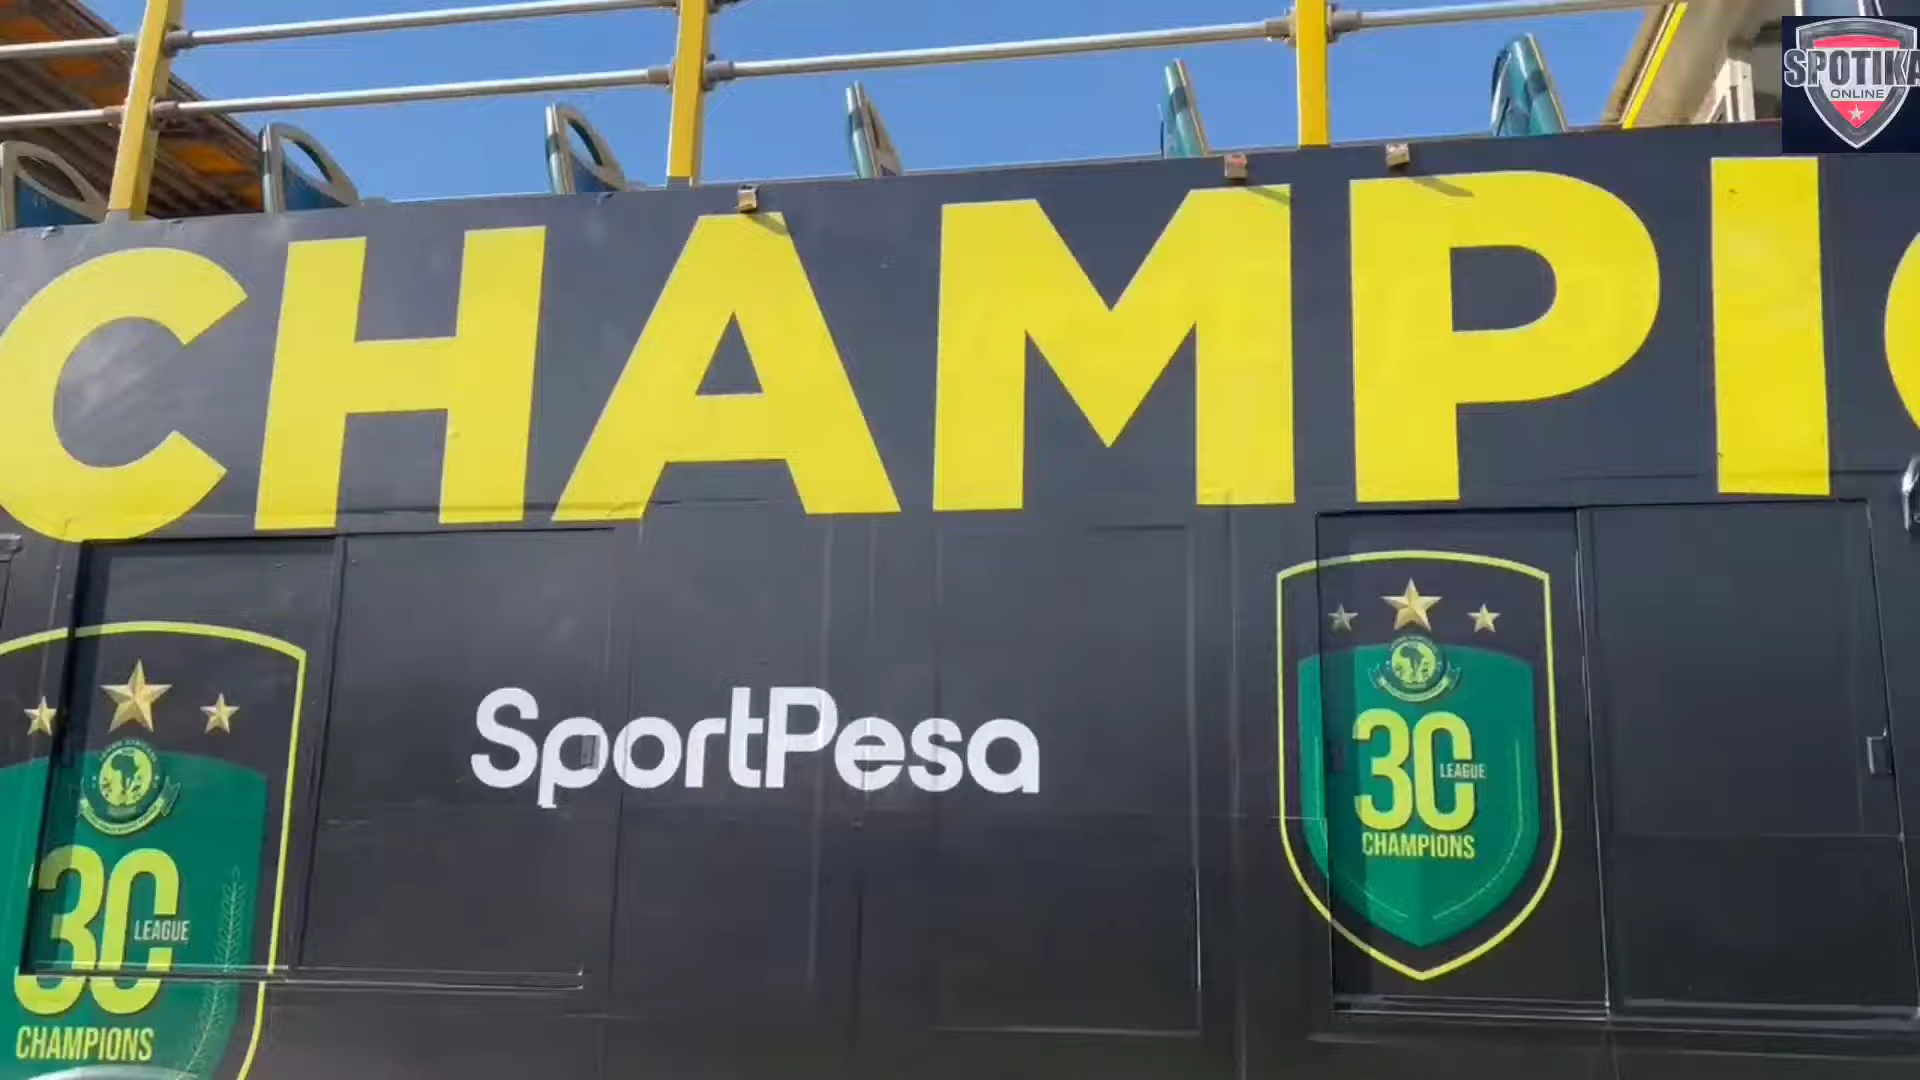 SPOTIKA
ONLINE
CHAMPI
SportPesa
30
LEAGUE
CHAMPIONS
30
LEAGUE
CHAMPIONS